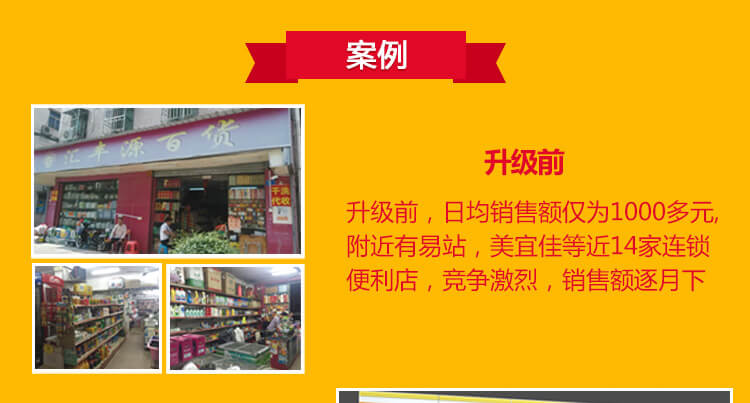 案例
汇丰源百货
干洗
代收
升级前
升级前，日均销售额仅为1000多元,
附近有易站，美宜佳等近14家连锁
便利店，竞争激烈，销售额逐月下